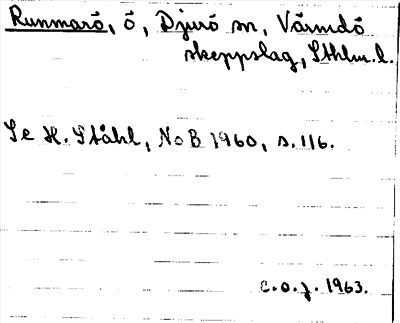 Runmarö, ö, Djurö sn, Värmdö
skeppslag, Sthlm. l.
Se H. Ståhl, NoB 1960, s. 116.
C. O. J. 1963.